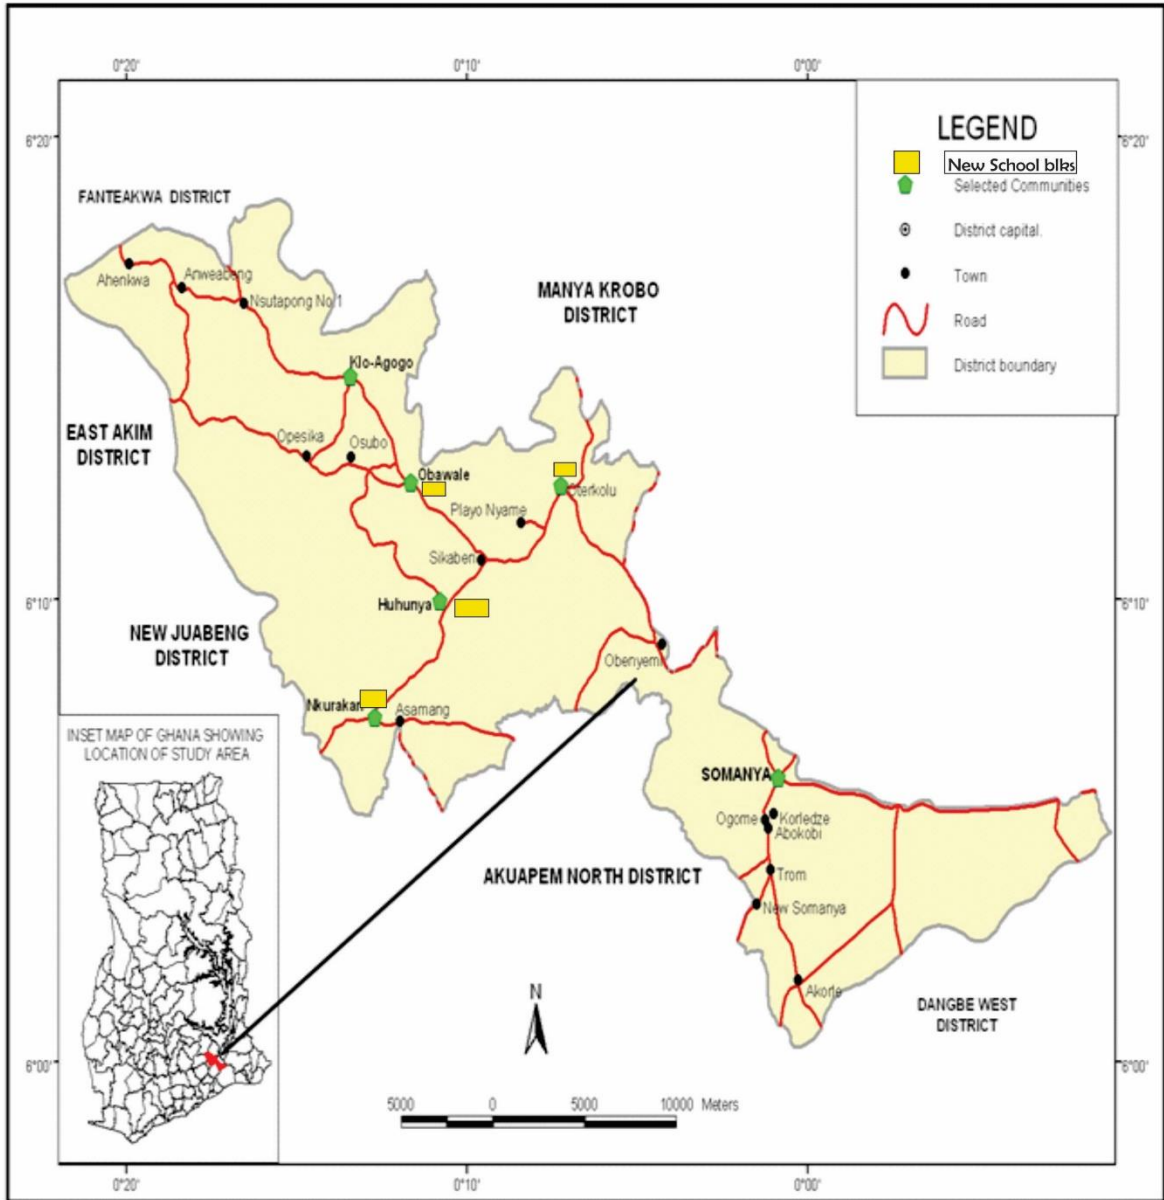 0°20'
0°10'
0°00'
6°20'
6°20'
LEGEND
New School blks
Selected Communities
District capital.
Town
Road
District boundary
FANTEAKWA DISTRICT
Ahenkwa
Anweabeng
Nsutapong No.1
MANYA KROBO
DISTRICT
Klo-Agogo
EAST AKIM
DISTRICT
Opesika
Osubo
Obawale
Oterkolu
Playo Nyame
Sikaben
6°10'
6°10'
Huhunya
NEW JUABENG
DISTRICT
Obenyemi
Nkurakan
Asamang
INSET MAP OF GHANA SHOWING
LOCATION OF STUDY AREA
SOMANYA
Ogome
Korledze
Abokobi
AKUAPEM NORTH DISTRICT
Trom
New Somanya
Akorle
DANGBE WEST
DISTRICT
N
6°00'
6°00'
5000 0 5000 10000 Meters
0°20'
0°10'
0°00'